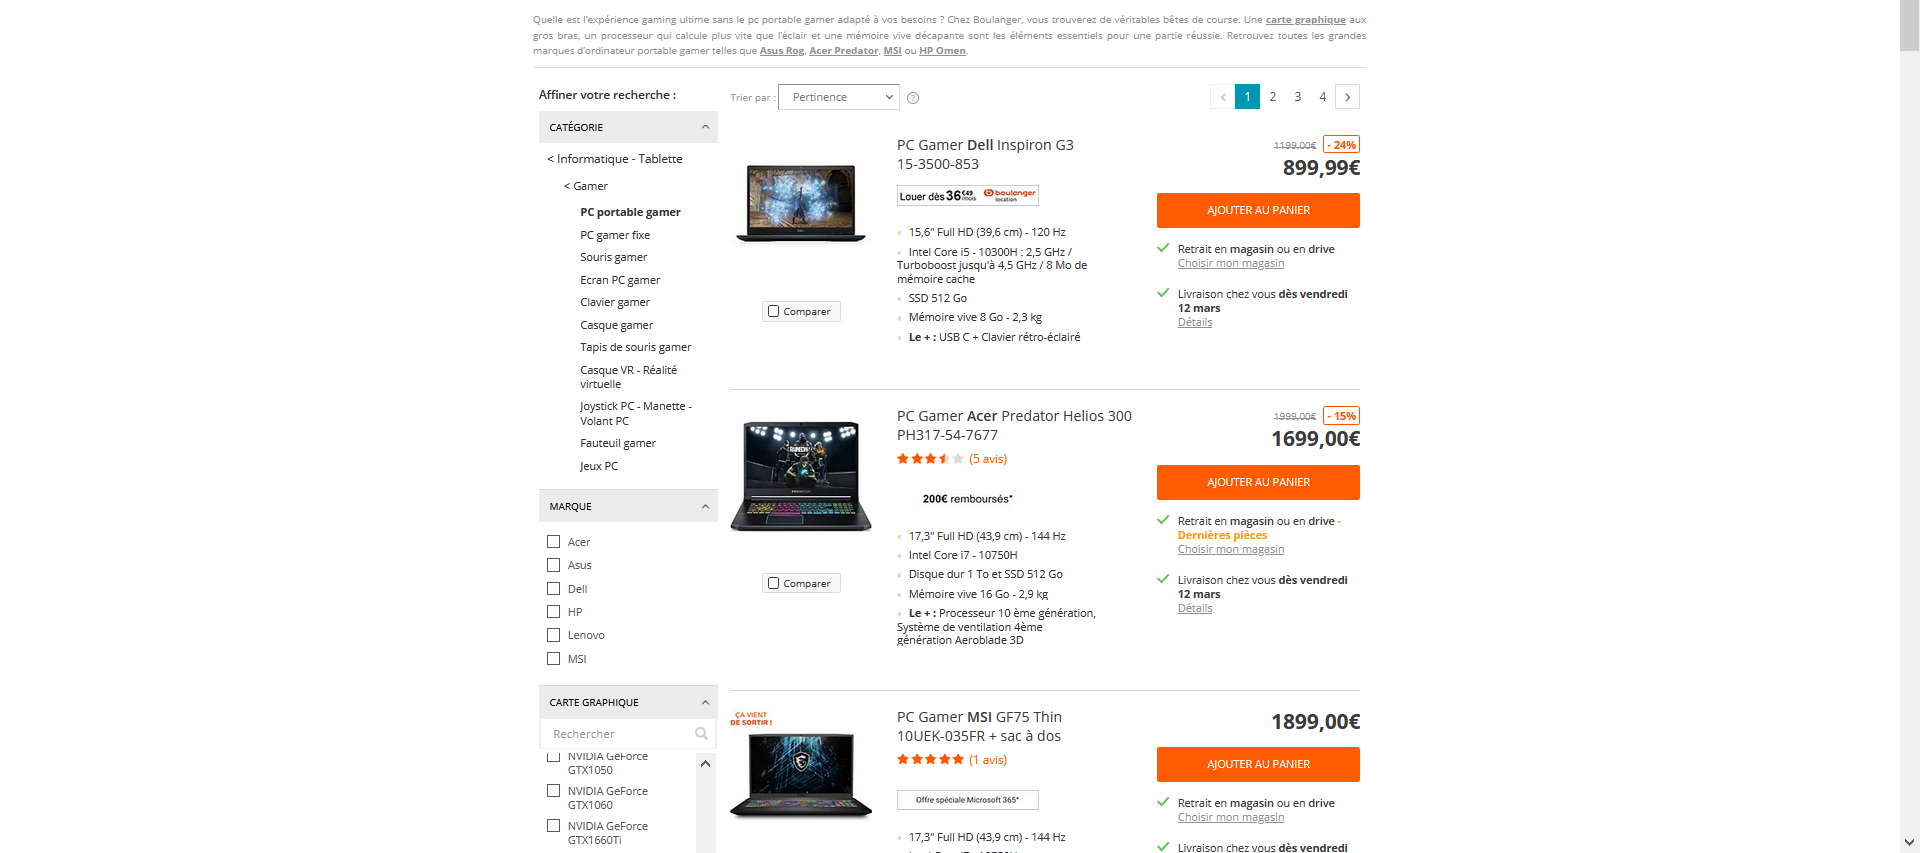 Quelle est l'expérience gaming ultime sans le pc portable gamer adapté à vos besoins ? Chez Boulanger, vous trouverez de véritables bêtes de course. Une carte graphique aux
gros bras, un processeur qui calcule plus vite que l'éclair et une mémoire vive décapante sont les éléments essentiels pour une partie réussie. Retrouvez toutes les grandes
marques d'ordinateur portable gamer telles que Asus Rog, Acer Predator, MSI ou HP Omen.
Affiner votre recherche :
CATÉGORIE
< Informatique - Tablette
< Gamer
PC portable gamer
PC gamer fixe
Souris gamer
Ecran PC gamer
Clavier gamer
Casque gamer
Tapis de souris gamer
Casque VR - Réalité
virtuelle
Joystick PC - Manette -
Volant PC
Fauteuil gamer
Jeux PC
MARQUE
Acer
Asus
Dell
HP
Lenovo
MSI
CARTE GRAPHIQUE
Rechercher
NVIDIA GeForce
GTX1050
NVIDIA GeForce
GTX1060
NVIDIA GeForce
GTX1660Ti
Trier par :
Pertinence
?
< 1 2 3 4 >
PC Gamer Dell Inspiron G3
15-3500-853
Louer dès 36€49 /mois boulanger location
15,6" Full HD (39,6 cm) - 120 Hz
Intel Core i5 - 10300H : 2,5 GHz /
Turboboost jusqu'à 4,5 GHz / 8 Mo de
mémoire cache
SSD 512 Go
Mémoire vive 8 Go - 2,3 kg
Le + : USB C + Clavier rétro-éclairé
Comparer
1199,00€ - 24%
899,99€
AJOUTER AU PANIER
Retrait en magasin ou en drive
Choisir mon magasin
Livraison chez vous dès vendredi
12 mars
Détails
PC Gamer Acer Predator Helios 300
PH317-54-7677
(5 avis)
200€ remboursés*
17,3" Full HD (43,9 cm) - 144 Hz
Intel Core i7 - 10750H
Disque dur 1 To et SSD 512 Go
Mémoire vive 16 Go - 2,9 kg
Le + : Processeur 10 ème génération,
Système de ventilation 4ème
génération Aeroblade 3D
Comparer
1999,00€ - 15%
1699,00€
AJOUTER AU PANIER
Retrait en magasin ou en drive -
Dernières pièces
Choisir mon magasin
Livraison chez vous dès vendredi
12 mars
Détails
ÇA VIENT
DE SORTIR !
PC Gamer MSI GF75 Thin
10UEK-035FR + sac à dos
(1 avis)
Offre spéciale Microsoft 365*
17,3" Full HD (43,9 cm) - 144 Hz
1899,00€
AJOUTER AU PANIER
Retrait en magasin ou en drive
Choisir mon magasin
Livraison chez vous dès vendredi